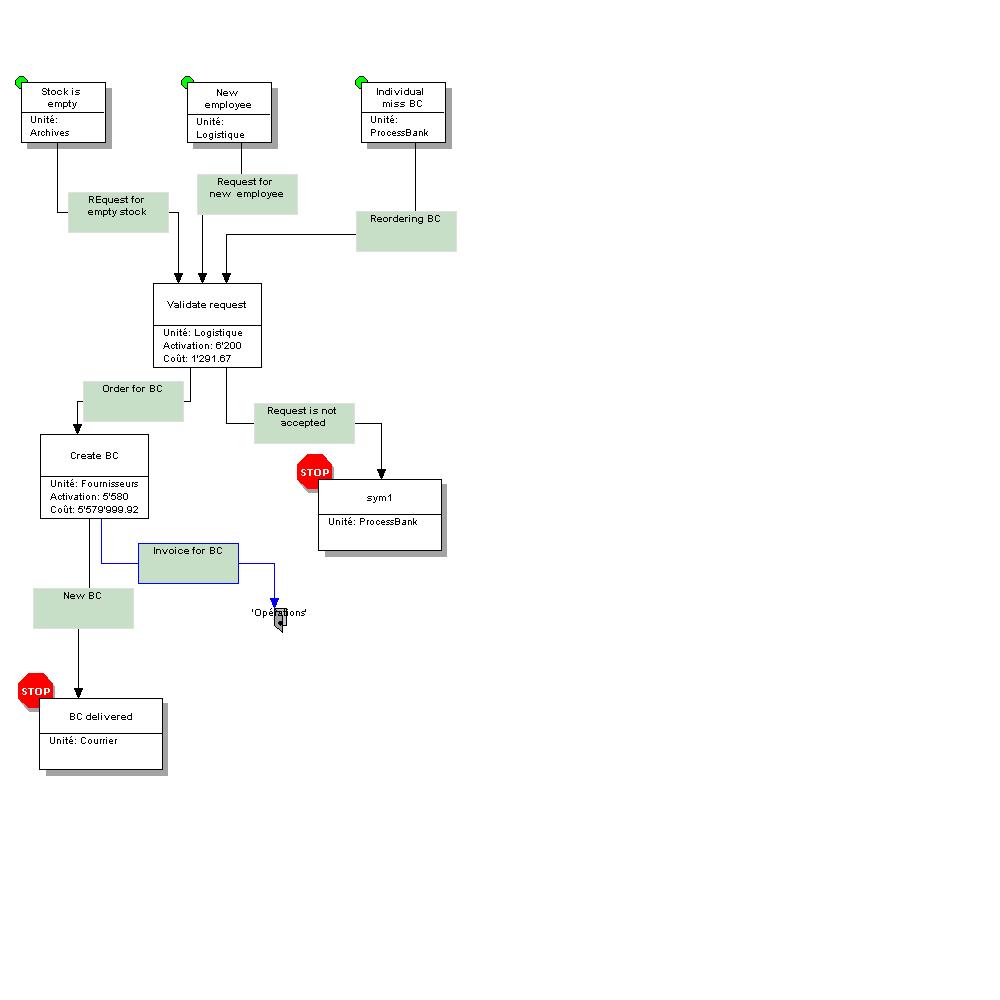 Stock is
empty
Unité:
Archives
New
employee
Unité:
Logistique
Individual
miss BC
Unité:
ProcessBank
REquest for
empty stock
Request for
new employee
Reordering BC
Validate request
Unité: Logistique
Activation: 6'200
Coût: 1'291.67
Order for BC
Request is not
accepted
Create BC
Unité: Fournisseurs
Activation: 5'580
Coût: 5'579'999.92
STOP
sym1
Unité: ProcessBank
Invoice for BC
New BC
'Opérations'
STOP
BC delivered
Unité: Courrier